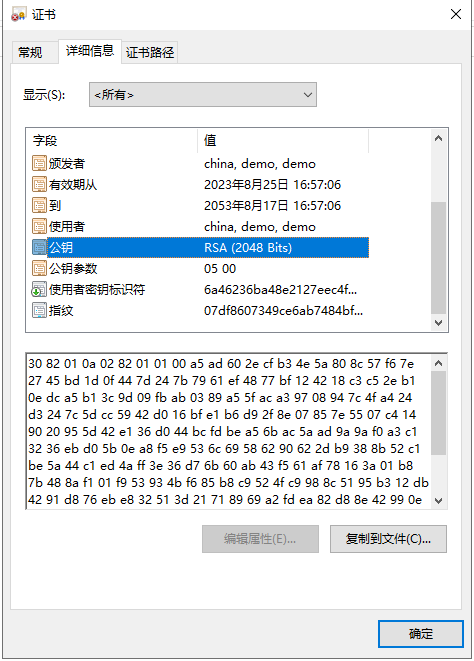 证书
常规 详细信息 证书路径
显示(S): <所有>
字段 值
颁发者 china, demo, demo
有效期从 2023年8月25日 16:57:06
到 2053年8月17日 16:57:06
使用者 china, demo, demo
公钥 RSA (2048 Bits)
公钥参数 05 00
使用者密钥标识符 6a46236ba48e2127eec4f...
指纹 07df8607349ce6ab7484bf...
30 82 01 0a 02 82 01 01 00 a5 ad 60 2e cf b3 4e 5a 80 8c 57 f6 7e
27 45 bd 1d 0f 44 7d 24 7b 79 61 ef 48 77 bf 12 42 18 c3 c5 2e b1
0e dc a5 b1 3c 9d 09 fb ab 03 89 a5 5f ac a3 97 08 94 7c 4f a4 24
d3 24 7c 5d cc 59 42 d0 16 bf e1 b6 d9 2f 8e 07 85 7e 55 07 c4 14
90 20 95 5d 42 e1 36 d0 44 bc fd be a5 6b ac 5a ad 9a 9a f0 a3 c1
32 36 eb d0 5b 0e a8 f5 e9 53 6c 69 58 62 90 62 2d b9 38 8b 52 c1
be 5a 44 c1 ed 4a ff 3e 36 d7 6b 60 ab 43 f5 61 af 78 16 3a 01 b8
7b 48 8a f1 01 f9 53 93 4b f6 85 b8 c9 52 4f c9 98 8c 51 95 b3 12 db
42 91 d8 76 eb e8 32 51 3d 21 71 89 69 a2 fd ea 82 d8 8e 42 99 0e
编辑属性(E)... 复制到文件(C)...
确定